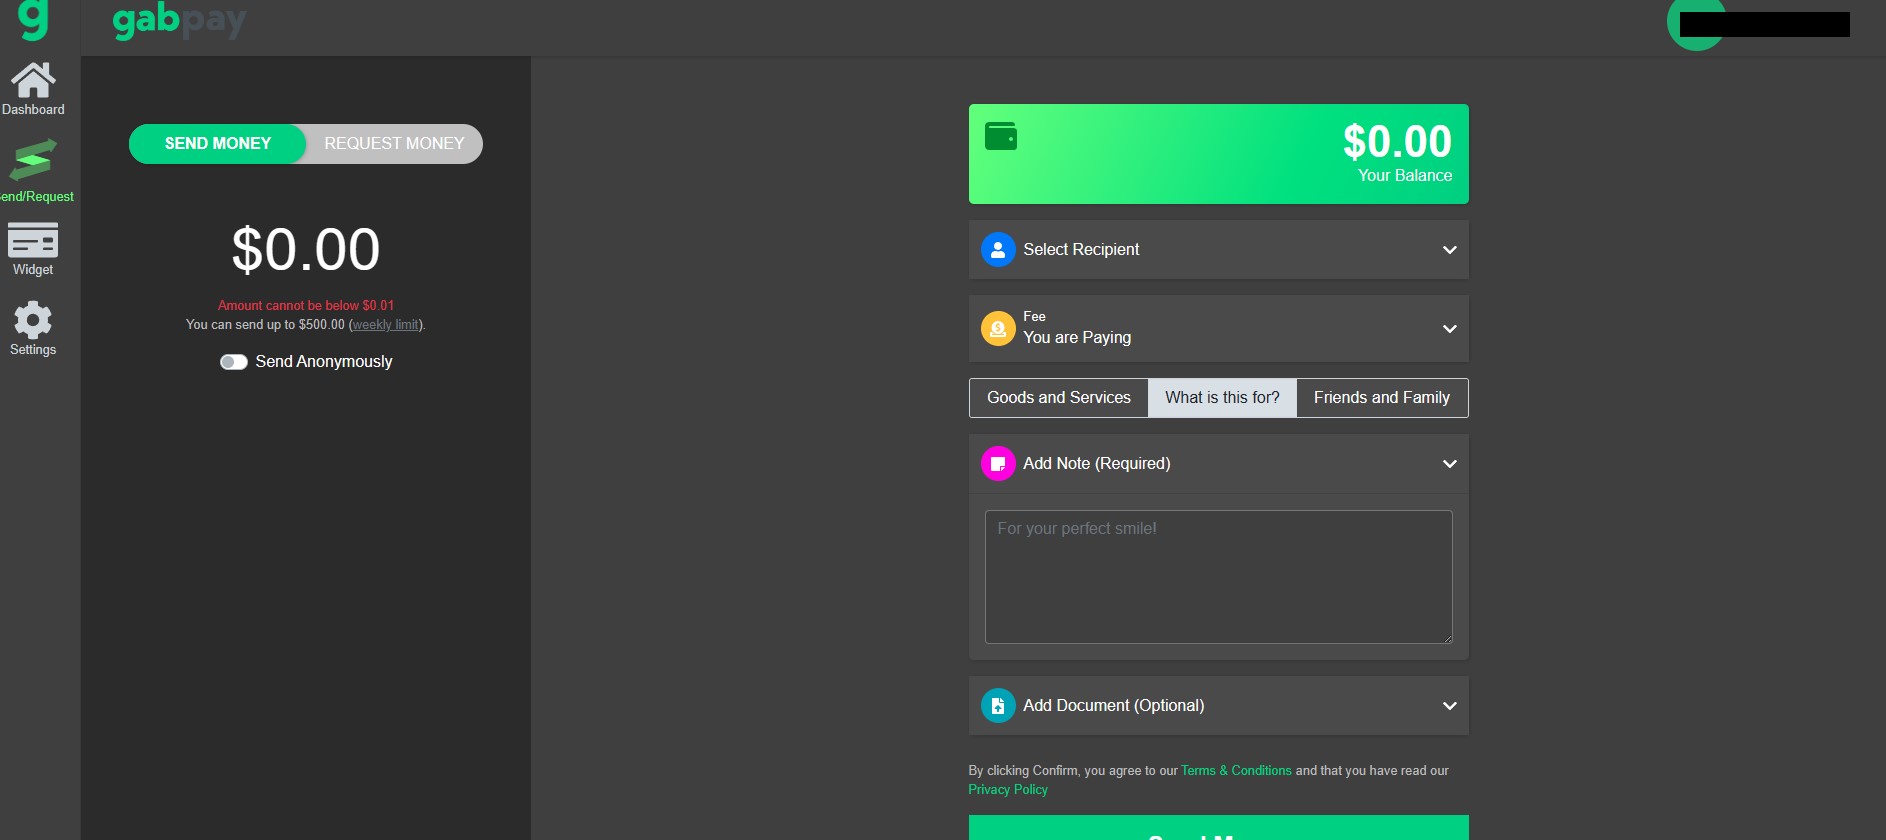 g
gabpay
Dashboard
end/Request
Widget
Settings
SEND MONEY
REQUEST MONEY
$0.00
Amount cannot be below $0.01
You can send up to $500.00 (weekly limit).
Send Anonymously
$0.00
Your Balance
Select Recipient
Fee
You are Paying
Goods and Services
What is this for?
Friends and Family
Add Note (Required)
For your perfect smile!
Add Document (Optional)
By clicking Confirm, you agree to our Terms & Conditions and that you have read our
Privacy Policy